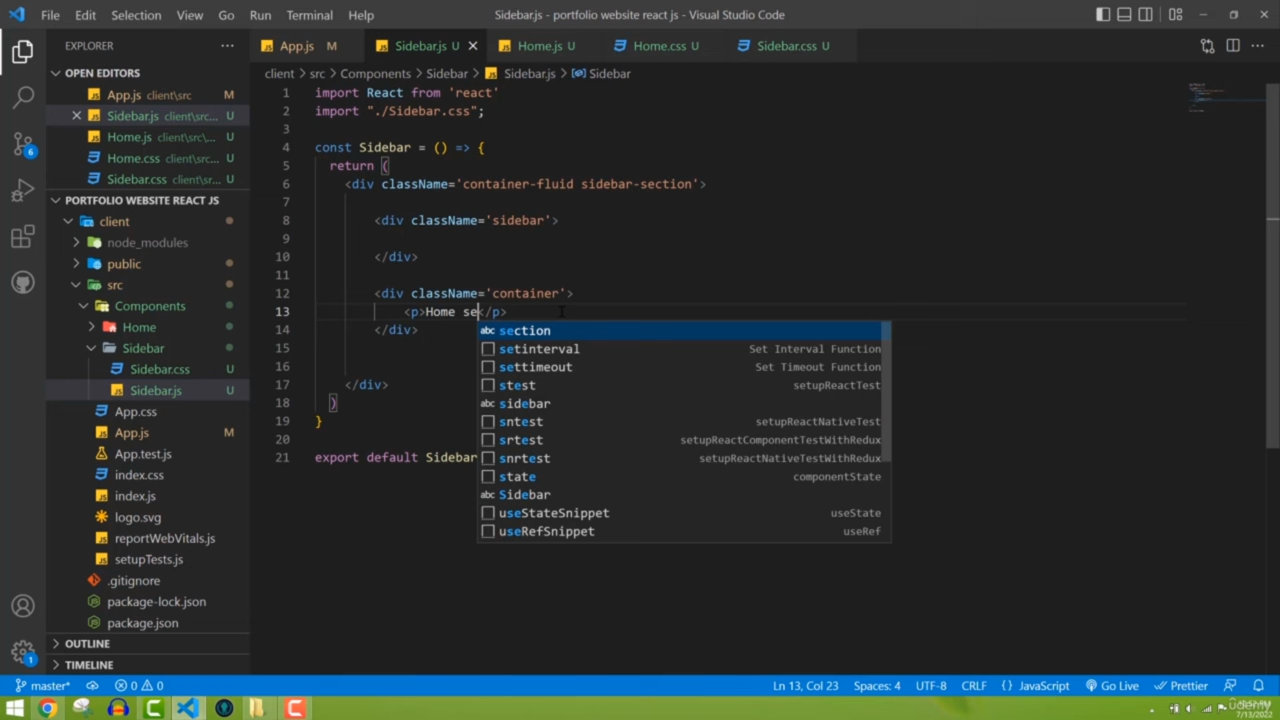 File Edit Selection View Go Run Terminal Help Sidebar.js - portfolio website react js - Visual Studio Code
EXPLORER
App.js M Sidebar.js U Home.js U Home.css U Sidebar.css U
OPEN EDITORS
App.js client\src M
Sidebar.js client\src... U
Home.js client\src\... U
Home.css client\src... U
Sidebar.css client\sr... U
PORTFOLIO WEBSITE REACT JS
client
node_modules
public
src
Components
Home
Sidebar
Sidebar.css U
Sidebar.js U
App.css
App.js M
App.test.js
index.css
index.js
logo.svg
reportWebVitals.js
setupTests.js
.gitignore
package-lock.json
package.json
OUTLINE
TIMELINE
client > src > Components > Sidebar > Sidebar.js > Sidebar
1 import React from 'react'
2 import "./Sidebar.css";
3
4 const Sidebar = () => {
5 return (
6 <div className='container-fluid sidebar-section'>
7
8 <div className='sidebar'>
9
10 </div>
11
12 <div className='container'>
13 <p>Home se</p>
14 </div>
15
16
17 </div>
18 )
19 }
20
21 export default Sidebar
abc section
setinterval Set Interval Function
settimeout Set Timeout Function
stest setupReactTest
sidebar
sntest setupReactNativeTest
srtest setupReactComponentTestWithRedux
snrtest setupReactNativeTestWithRedux
state componentState
abc Sidebar
useStateSnippet useState
useRefSnippet useRef
6
1
master* 0 0 Ln 13, Col 23 Spaces: 4 UTF-8 CRLF {} JavaScript Go Live Prettier
udemy
7/13/2022